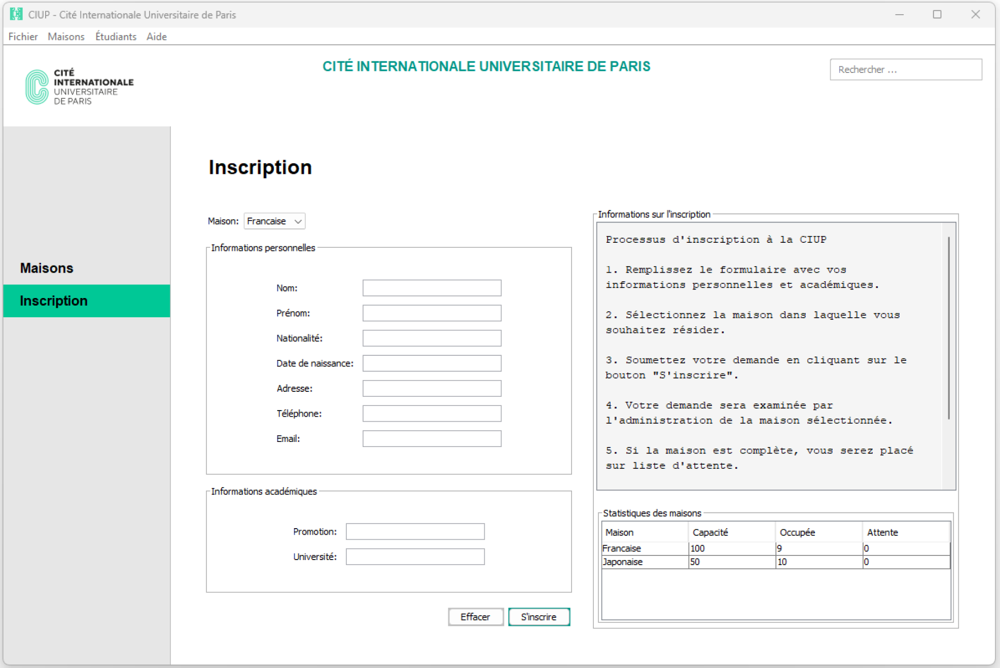 CIUP - Cité Internationale Universitaire de Paris
Fichier Maisons Étudiants Aide
CITÉ
INTERNATIONALE
UNIVERSITAIRE
DE PARIS
CITÉ INTERNATIONALE UNIVERSITAIRE DE PARIS
Rechercher ...
Maisons
Inscription
Inscription
Maison: Francaise
Informations personnelles
Nom:
Prénom:
Nationalité:
Date de naissance:
Adresse:
Téléphone:
Email:
Informations académiques
Promotion:
Université:
Effacer S'inscrire
Informations sur l'inscription
Processus d'inscription à la CIUP
1. Remplissez le formulaire avec vos
informations personnelles et académiques.
2. Sélectionnez la maison dans laquelle vous
souhaitez résider.
3. Soumettez votre demande en cliquant sur le
bouton "S'inscrire".
4. Votre demande sera examinée par
l'administration de la maison sélectionnée.
5. Si la maison est complète, vous serez placé
sur liste d'attente.
Statistiques des maisons
Maison Capacité Occupée Attente
Francaise 100 9 0
Japonaise 50 10 0